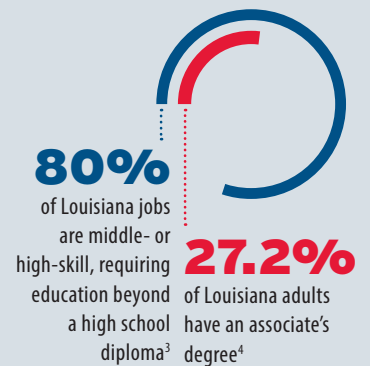 80%
of Louisiana jobs
are middle- or
high-skill, requiring
education beyond
a high school
diploma³
27.2%
of Louisiana adults
have an associate’s
degree⁴